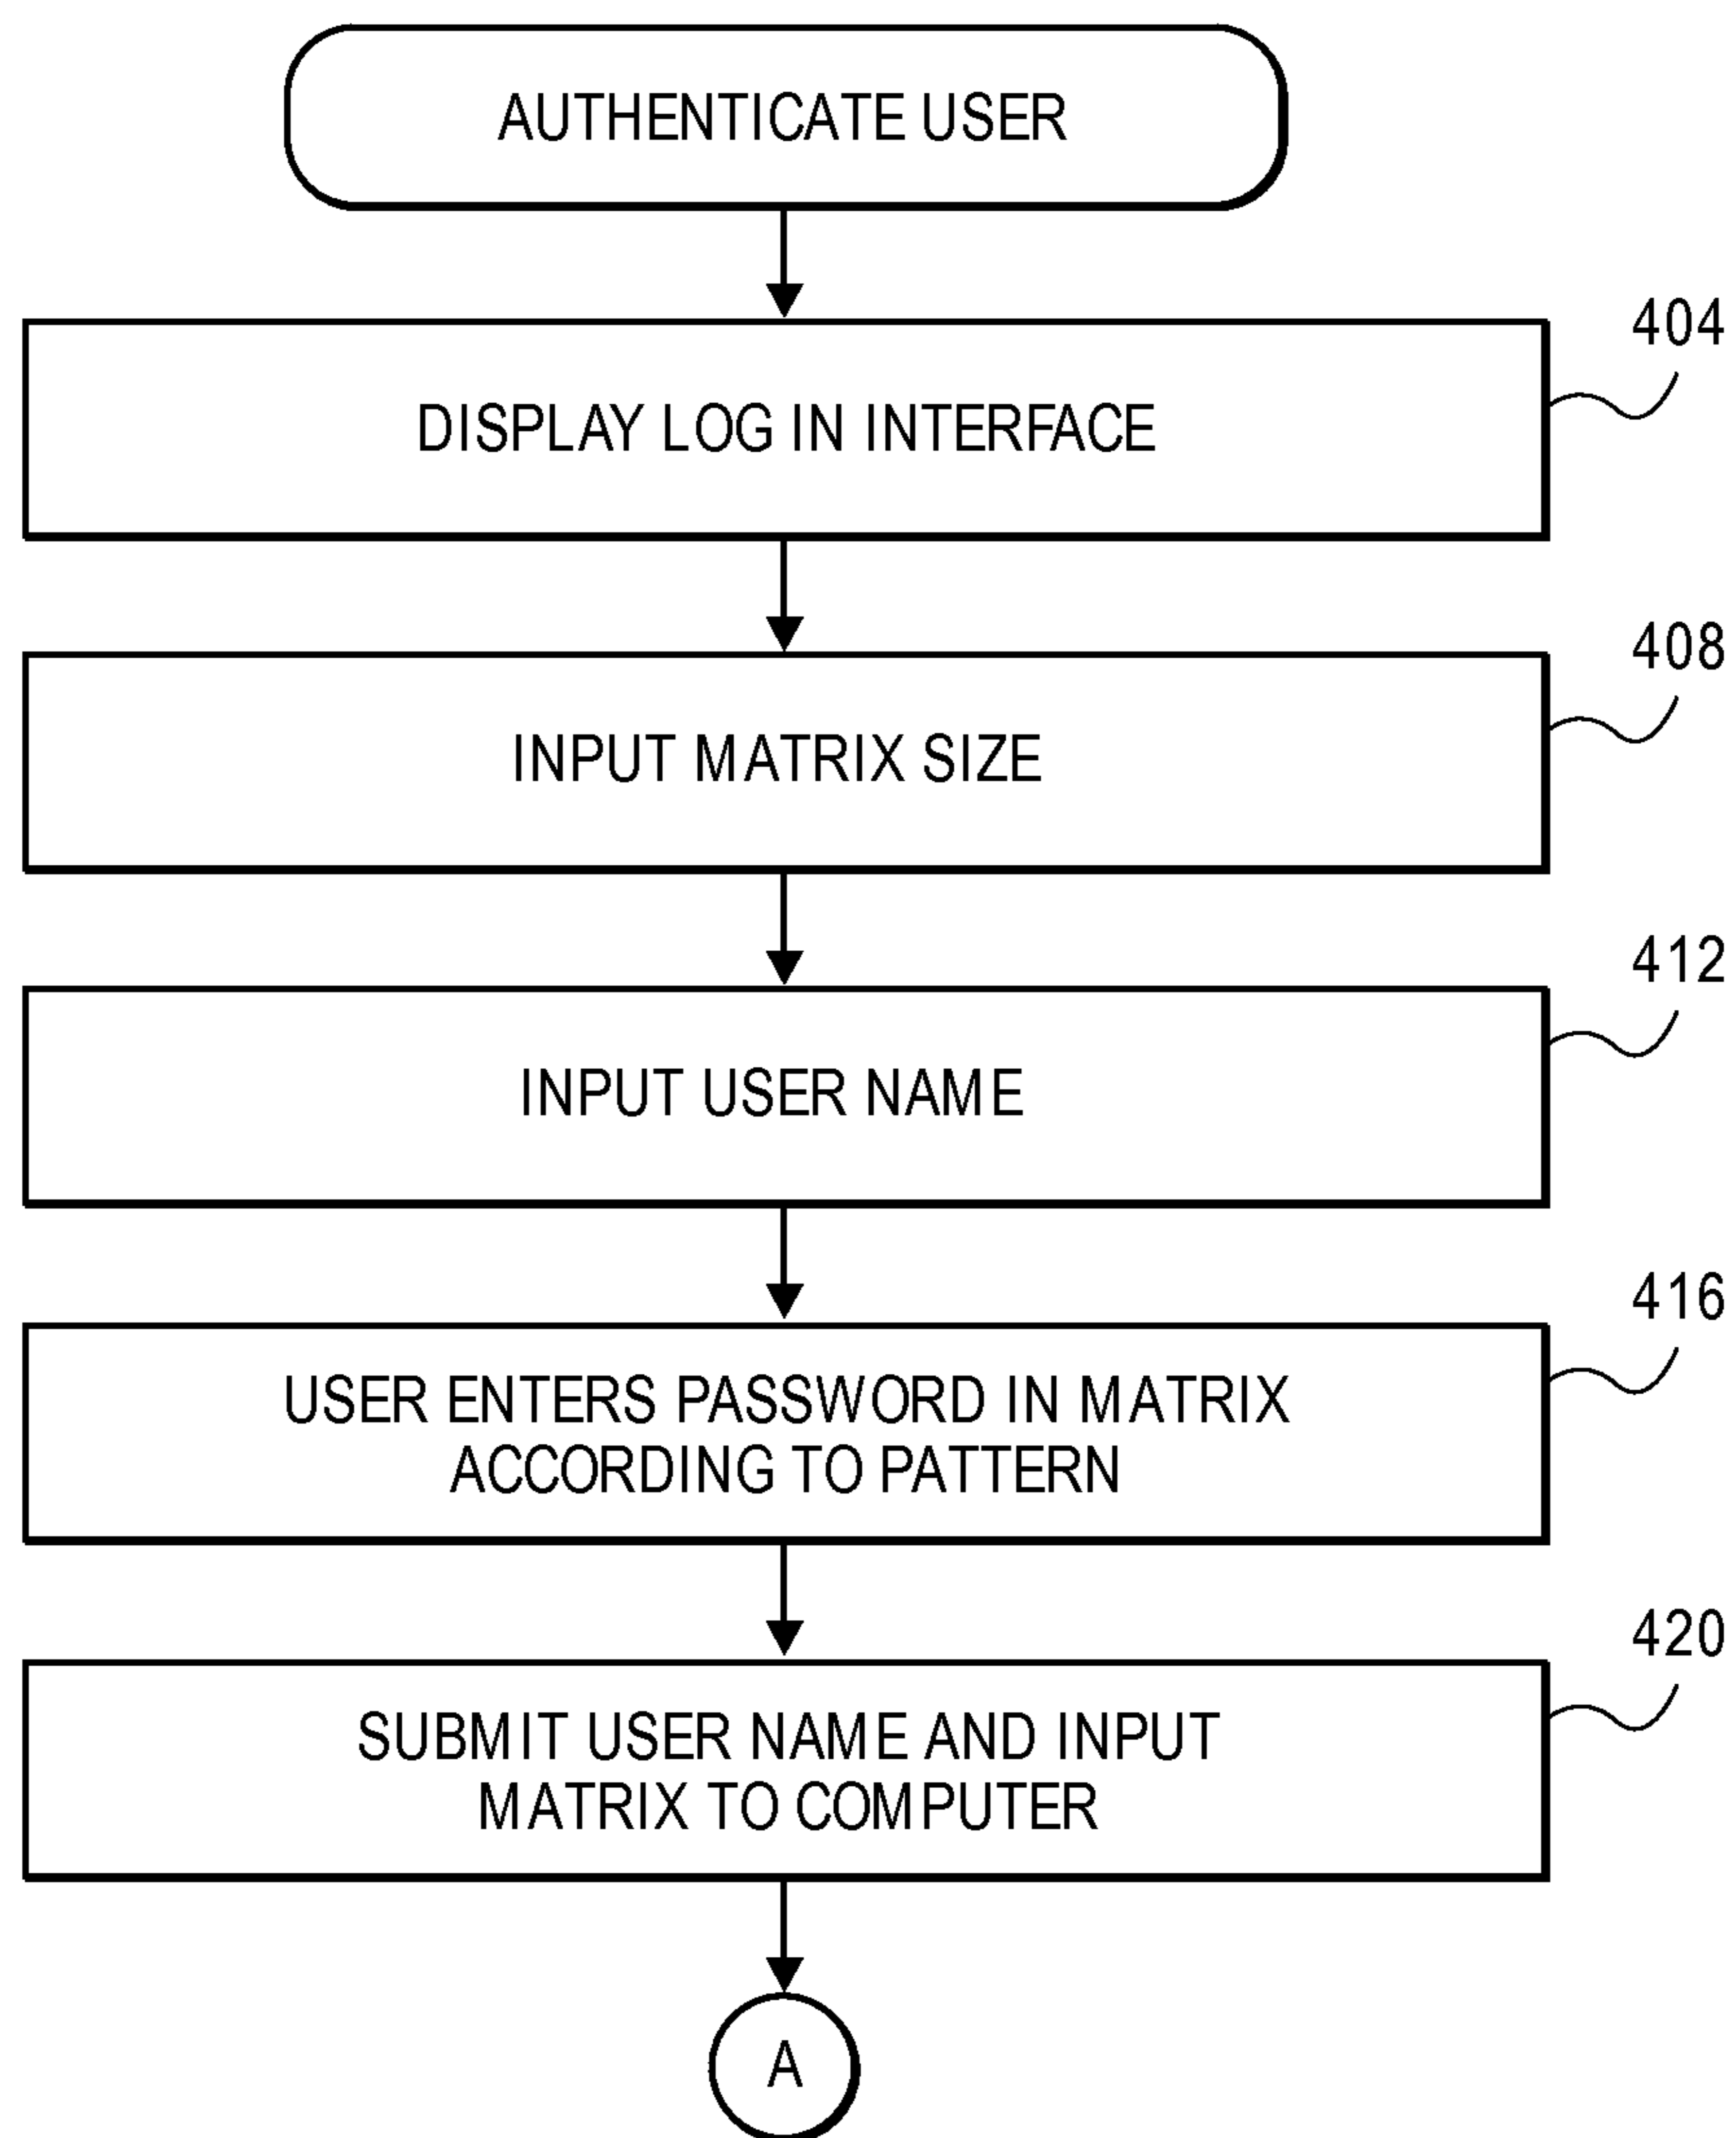 AUTHENTICATE USER
404
DISPLAY LOG IN INTERFACE
408
INPUT MATRIX SIZE
412
INPUT USER NAME
416
USER ENTERS PASSWORD IN MATRIX
ACCORDING TO PATTERN
420
SUBMIT USER NAME AND INPUT
MATRIX TO COMPUTER
A